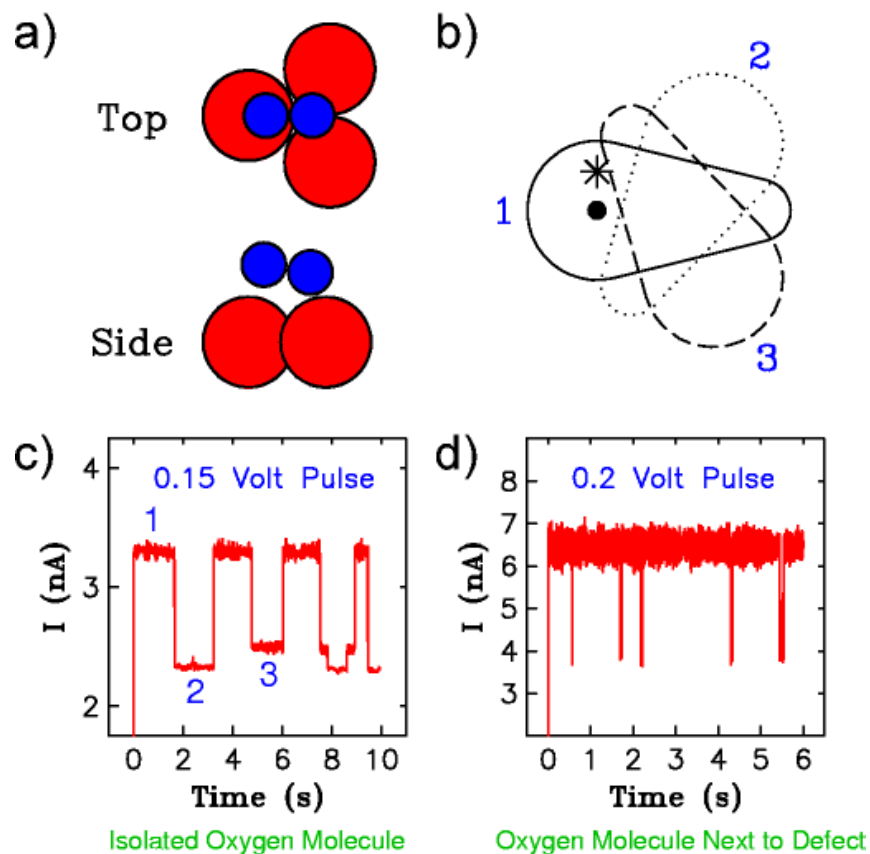 a)
Top
Side
b)
1
2
3
c)
0.15 Volt Pulse
1
2
3
I (nA)
4
3
2
0 2 4 6 8 10
Time (s)
Isolated Oxygen Molecule
d)
0.2 Volt Pulse
I (nA)
8
7
6
5
4
3
0 1 2 3 4 5 6
Time (s)
Oxygen Molecule Next to Defect